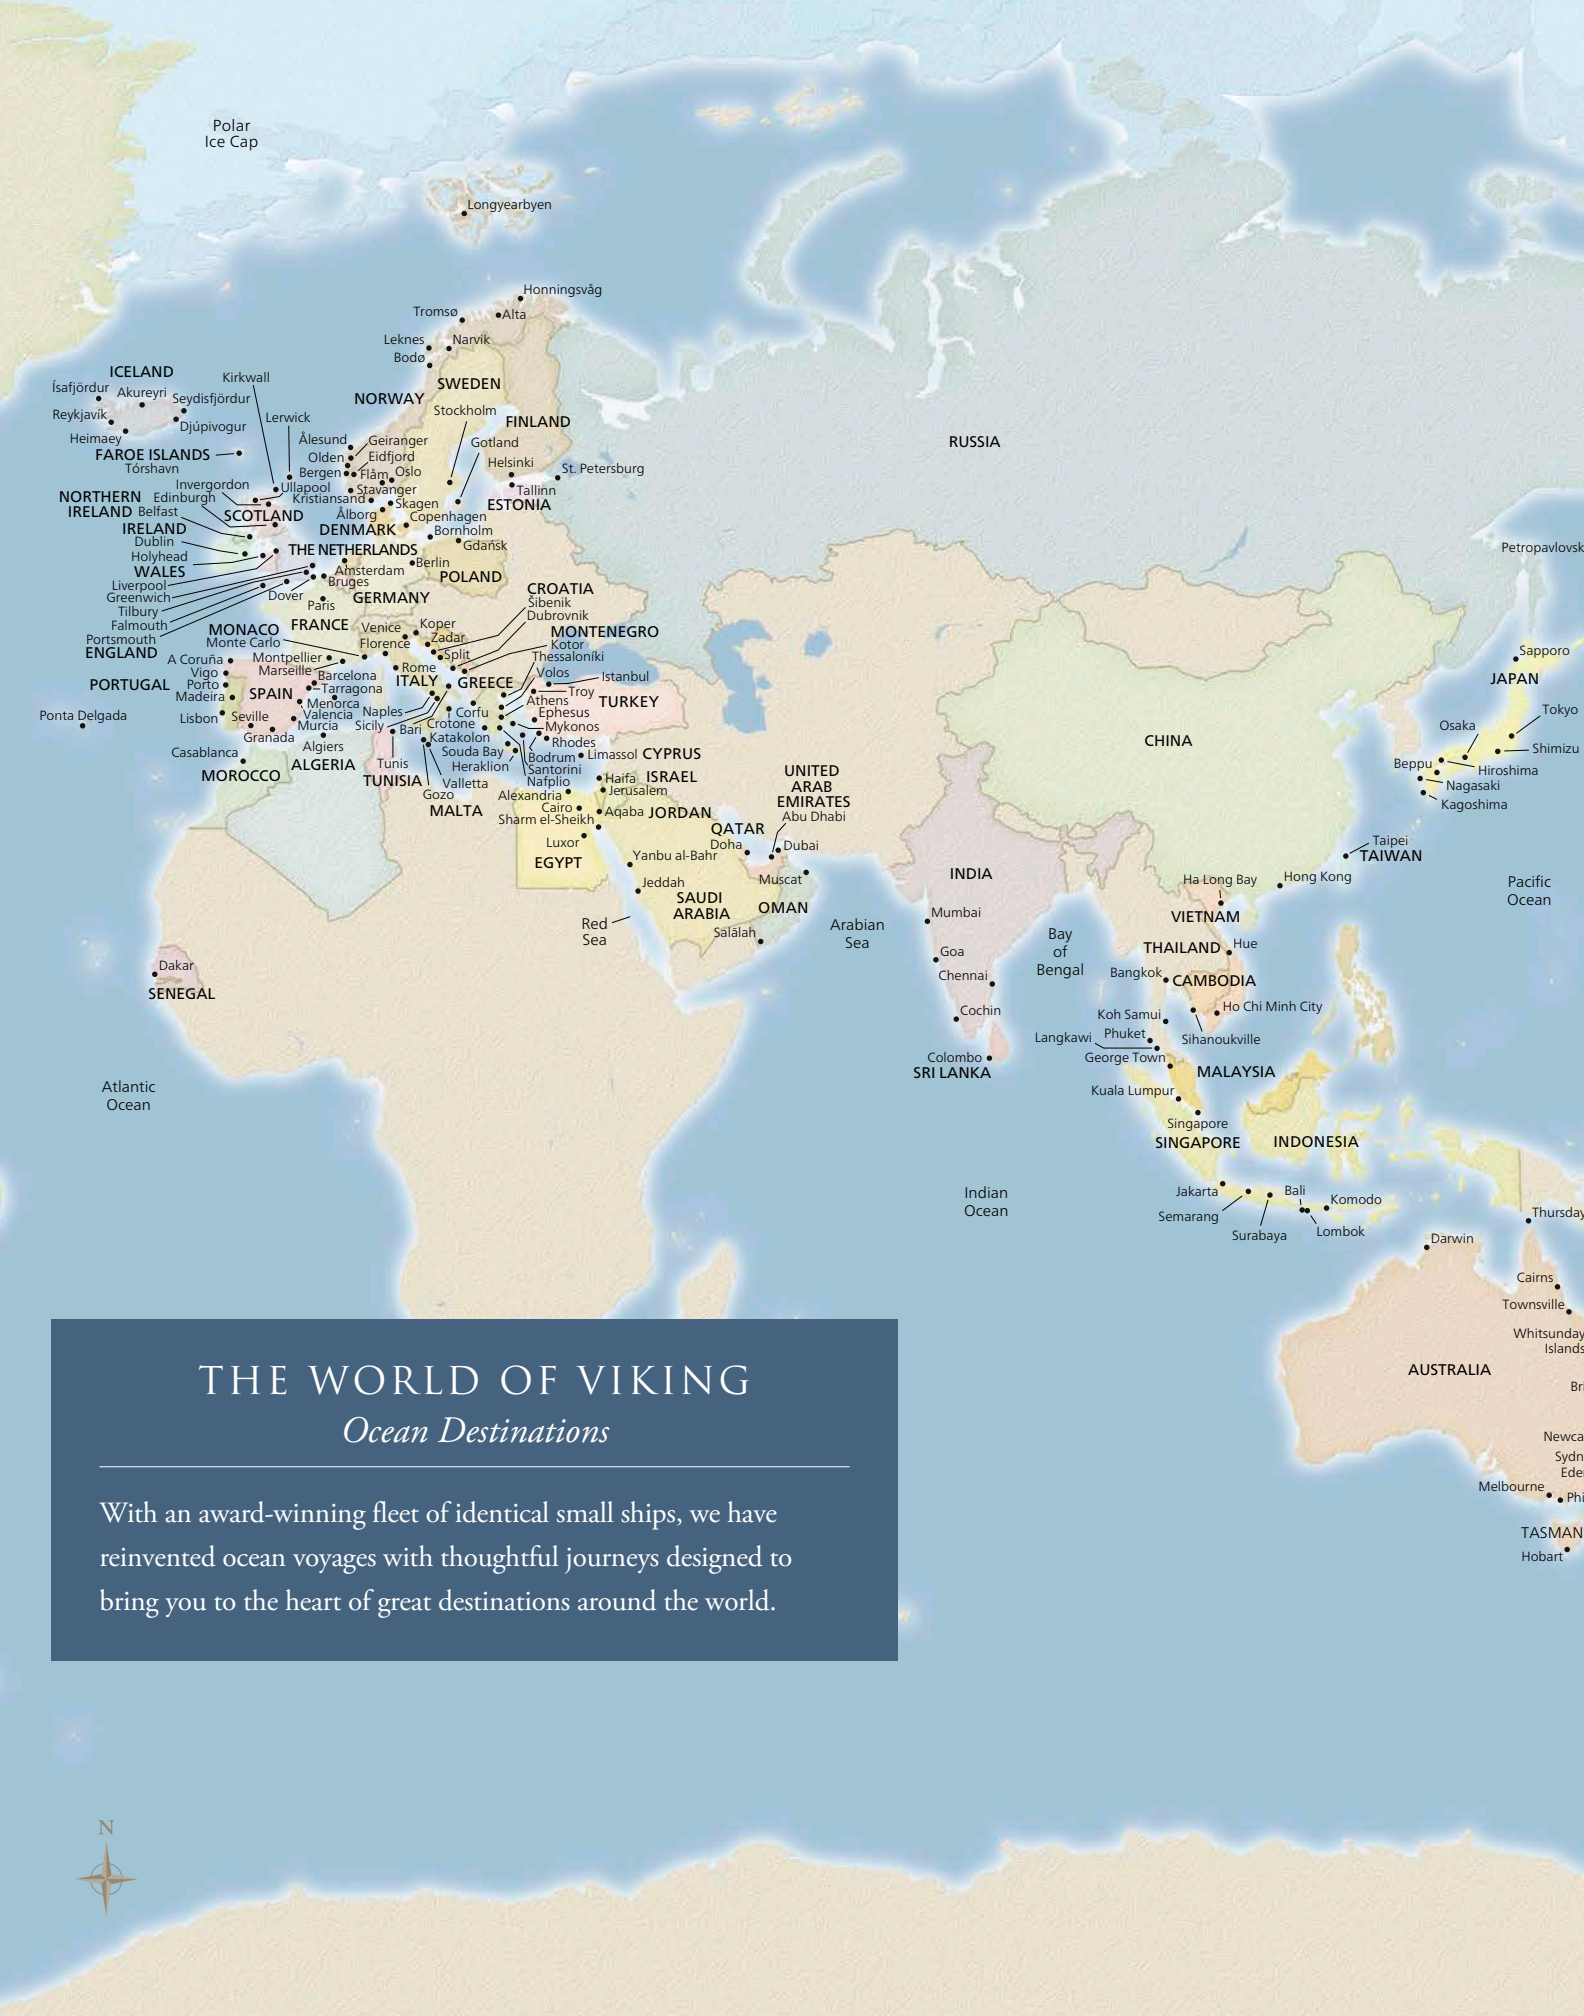 Polar
Ice Cap
Longyearbyen
Honningsvåg
Tromsø
Alta
Leknes
Narvik
Bodø
ICELAND
Ísafjördur
Akureyri
Seydisfjördur
Reykjavík
Djúpivogur
Heimaey
Kirkwall
Lerwick
FAROE ISLANDS
Tórshavn
NORWAY
SWEDEN
Stockholm
FINLAND
Gotland
Helsinki
St. Petersburg
Tallinn
ESTONIA
RUSSIA
Ålesund
Geiranger
Olden
Eidfjord
Bergen
Flåm
Oslo
Stavanger
Kristiansand
Skagen
Ålborg
Copenhagen
DENMARK
Bornholm
Gdańsk
Invergordon
Ullapool
Edinburgh
NORTHERN
IRELAND
Belfast
SCOTLAND
IRELAND
Dublin
Holyhead
WALES
Liverpool
Greenwich
Tilbury
Falmouth
Portsmouth
ENGLAND
Dover
THE NETHERLANDS
Amsterdam
Bruges
Berlin
POLAND
GERMANY
Paris
FRANCE
MONACO
Monte Carlo
Venice
Koper
Florence
Zadar
Split
CROATIA
Šibenik
Dubrovnik
MONTENEGRO
Kotor
Thessaloníki
Volos
Istanbul
Troy
Athens
Ephesus
Mykonos
Rhodes
TURKEY
A Coruña
Vigo
Porto
PORTUGAL
Madeira
Lisbon
Ponta Delgada
Montpellier
Marseille
Barcelona
Tarragona
SPAIN
Menorca
Valencia
Murcia
Seville
Granada
Algiers
ALGERIA
Casablanca
MOROCCO
Rome
ITALY
GREECE
Naples
Sicily
Bari
Corfu
Crotone
Katakolon
Souda Bay
Heraklion
Bodrum
Santorini
Nafplio
Limassol
CYPRUS
Tunis
TUNISIA
Valletta
Gozo
MALTA
Haifa
ISRAEL
Jerusalem
Alexandria
Cairo
Aqaba
JORDAN
Sharm el-Sheikh
Luxor
EGYPT
UNITED
ARAB
EMIRATES
Abu Dhabi
QATAR
Doha
Dubai
Yanbu al-Bahr
Muscat
Jeddah
SAUDI
ARABIA
OMAN
Salālah
Red
Sea
Arabian
Sea
Dakar
SENEGAL
Atlantic
Ocean
CHINA
INDIA
Mumbai
Goa
Chennai
Cochin
Colombo
SRI LANKA
Bay
of
Bengal
Petropavlovsk
Sapporo
JAPAN
Tokyo
Osaka
Shimizu
Beppu
Hiroshima
Nagasaki
Kagoshima
Taipei
TAIWAN
Hong Kong
Ha Long Bay
VIETNAM
Pacific
Ocean
THAILAND
Hue
Bangkok
CAMBODIA
Ho Chi Minh City
Koh Samui
Sihanoukville
Phuket
Langkawi
George Town
MALAYSIA
Kuala Lumpur
Singapore
SINGAPORE
INDONESIA
Jakarta
Semarang
Surabaya
Bali
Komodo
Lombok
Indian
Ocean
Thursday
Darwin
Cairns
Townsville
Whitsunday
Islands
AUSTRALIA
Bri
Newca
Sydn
Ede
Melbourne
Phi
TASMAN
Hobart
THE WORLD OF VIKING
Ocean Destinations
With an award-winning fleet of identical small ships, we have
reinvented ocean voyages with thoughtful journeys designed to
bring you to the heart of great destinations around the world.
N